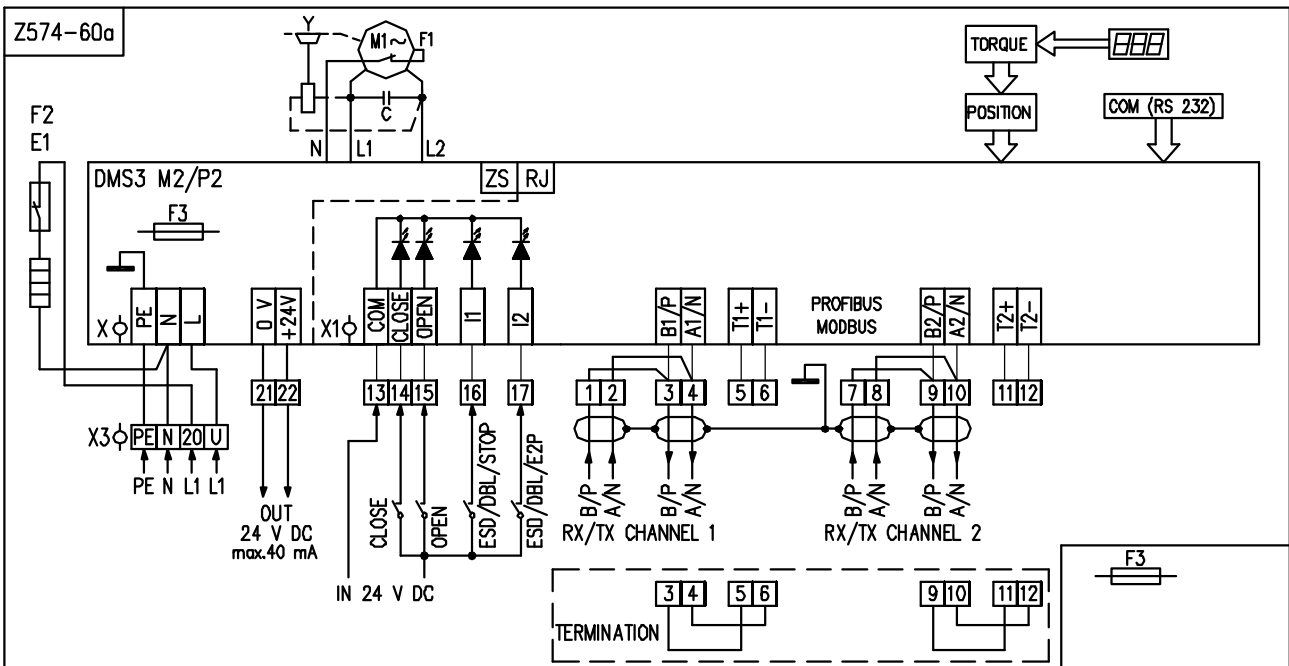 Z574-60a
Y
M1~
F1
TORQUE
888
POSITION
COM (RS 232)
C
N L1 L2
F2
E1
DMS3 M2/P2
ZS RJ
F3
X
PE
N
L
0 V
+24V
X1
COM
CLOSE
OPEN
I1
I2
B1/P
A1/N
T1+
T1-
PROFIBUS
MODBUS
B2/P
A2/N
T2+
T2-
21 22
13 14 15 16 17
1 2 3 4 5 6
7 8 9 10 11 12
X3
PE N 20 U
PE N L1 L1
OUT
24 V DC
max.40 mA
CLOSE
OPEN
ESD/DBL/STOP
ESD/DBL/E2P
IN 24 V DC
B/P
A/N
B/P
A/N
RX/TX CHANNEL 1
B/P
A/N
B/P
A/N
RX/TX CHANNEL 2
TERMINATION
3 4 5 6
9 10 11 12
F3